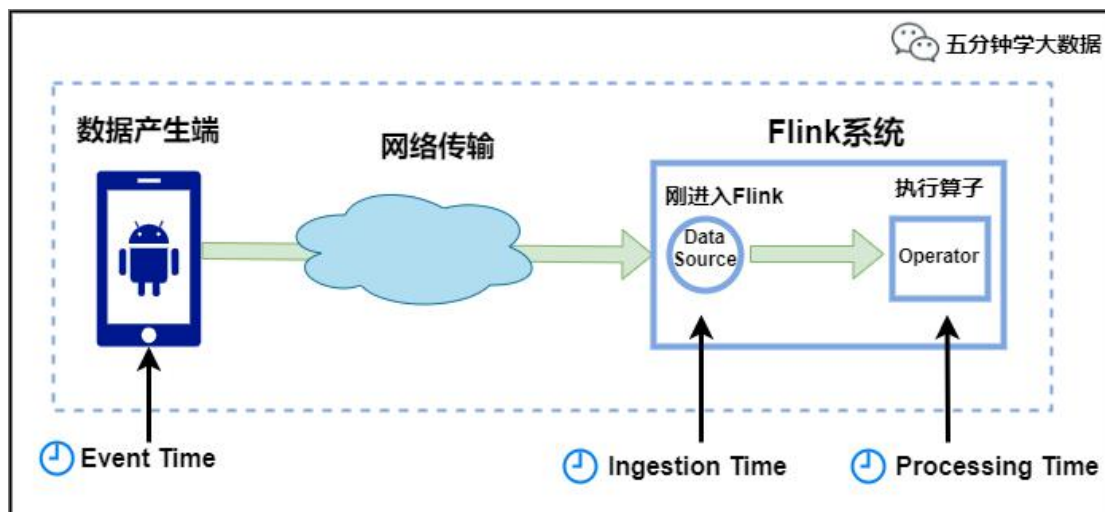 五分钟学大数据
数据产生端
网络传输
Flink系统
刚进入Flink
执行算子
Data
Source
Operator
Event Time
Ingestion Time
Processing Time